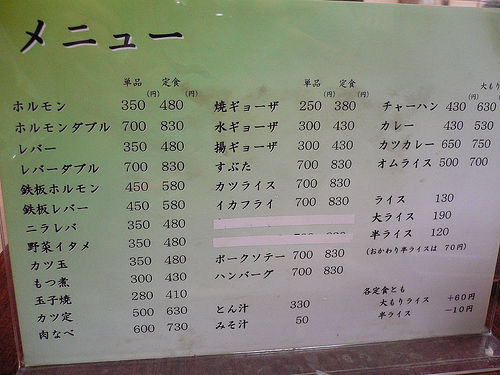 メニュー
単品 定食
(円) (円)
ホルモン 350 480
ホルモンダブル 700 830
レバー 350 480
レバーダブル 700 830
鉄板ホルモン 450 580
鉄板レバー 450 580
ニラレバ 350 480
野菜イタメ 350 480
カツ玉 350 480
もつ煮 300 430
玉子焼 280 410
カツ定 500 630
肉なべ 600 730
単品 定食
(円) (円)
焼ギョーザ 250 380
水ギョーザ 300 430
揚ギョーザ 300 430
すぶた 700 830
カツライス 700 830
イカフライ 700 830
ポークソテー 700 830
ハンバーグ 700 830
とん汁 330
みそ汁 50
大もり
(円) (円)
チャーハン 430 630
カレー 430 530
カツカレー 650 750
オムライス 500 700
ライス 130
大ライス 190
半ライス 120
(おかわり半ライスは 70円)
各定食とも
大もりライス +60円
半ライス −10円